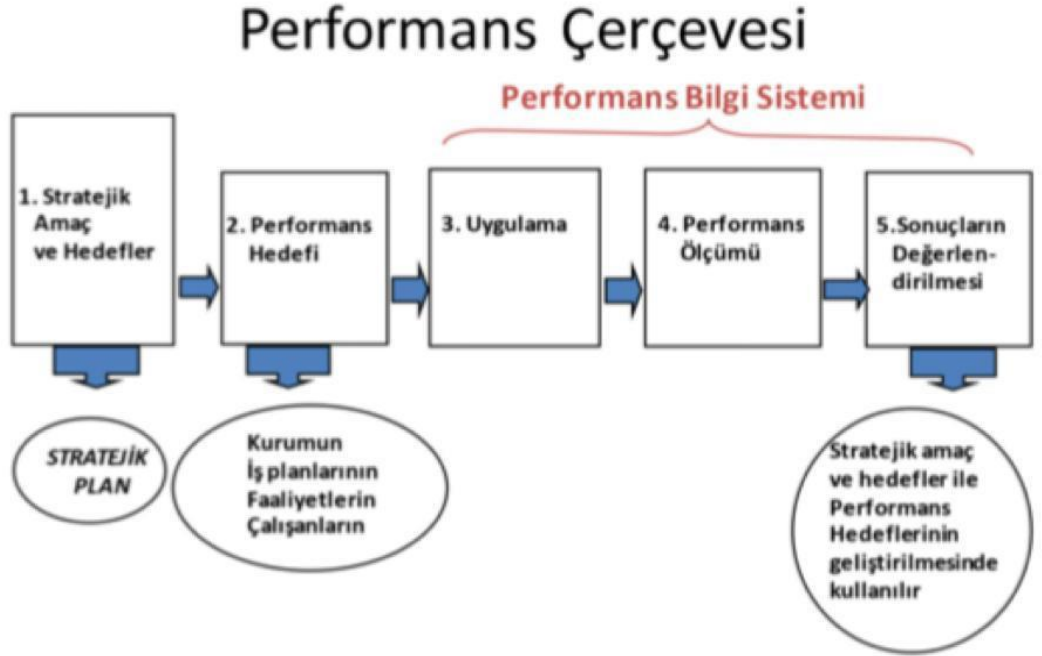 Performans Çerçevesi
Performans Bilgi Sistemi
1. Stratejik
Amaç
ve Hedefler
2. Performans
Hedefi
3. Uygulama
4. Performans
Ölçümü
5.Sonuçların
Değerlen-
dirilmesi
STRATEJİK
PLAN
Kurumun
İş planlarının
Faaliyetlerin
Çalışanların
Stratejik amaç
ve hedefler ile
Performans
Hedeflerinin
geliştirilmesinde
kullanılır